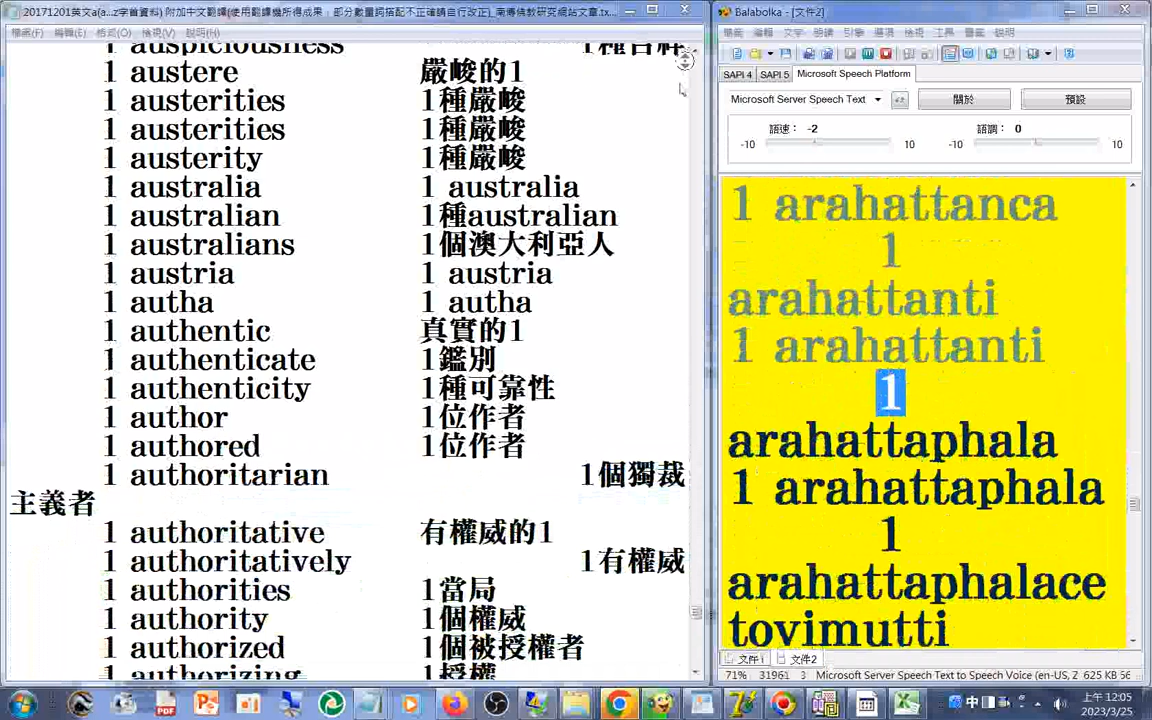 20171201英文a(a...z字首資料) 附加中文翻譯(使用翻譯機所得成果：部分數量詞搭配不正確請自行改正)_南傳佛教研究網站文章.tx...
檔案(F) 編輯(E) 格式(O) 檢視(V) 說明(H)
1 auspiciousness 1種吉祥
1 austere 嚴峻的1
1 austerities 1種嚴峻
1 austerities 1種嚴峻
1 austerity 1種嚴峻
1 australia 1 australia
1 australian 1種australian
1 australians 1個澳大利亞人
1 austria 1 austria
1 autha 1 autha
1 authentic 真實的1
1 authenticate 1鑑別
1 authenticity 1種可靠性
1 author 1位作者
1 authored 1位作者
1 authoritarian 1個獨裁
主義者
1 authoritative 有權威的1
1 authoritatively 1有權威
1 authorities 1當局
1 authority 1個權威
1 authorized 1個被授權者
1 authorizing 1授權
Balabolka - [文件2]
SAPI 4 SAPI 5 Microsoft Speech Platform
Microsoft Server Speech Text 關於 預設
語速： -2 語調： 0
-10 10 -10 10
1 arahattanca
1
arahattanti
1 arahattanti
1
arahattaphala
1 arahattaphala
1
arahattaphalace
tovimutti
文件1 文件2
71% 31961 3 Microsoft Server Speech Text to Speech Voice (en-US, Z 625 KB 56
中
上午 12:05
2023/3/25